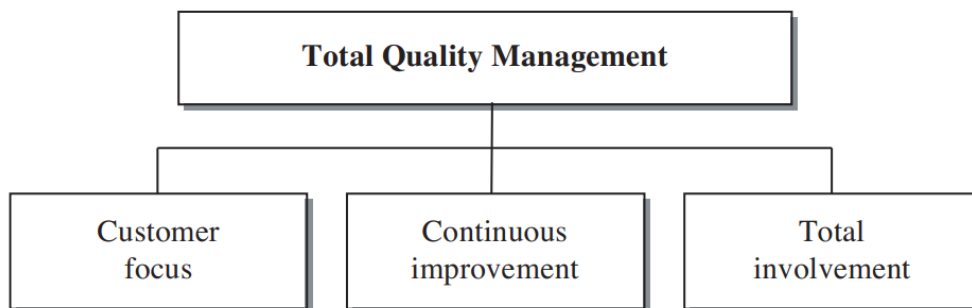 Total Quality Management
Customer
focus
Continuous
improvement
Total
involvement